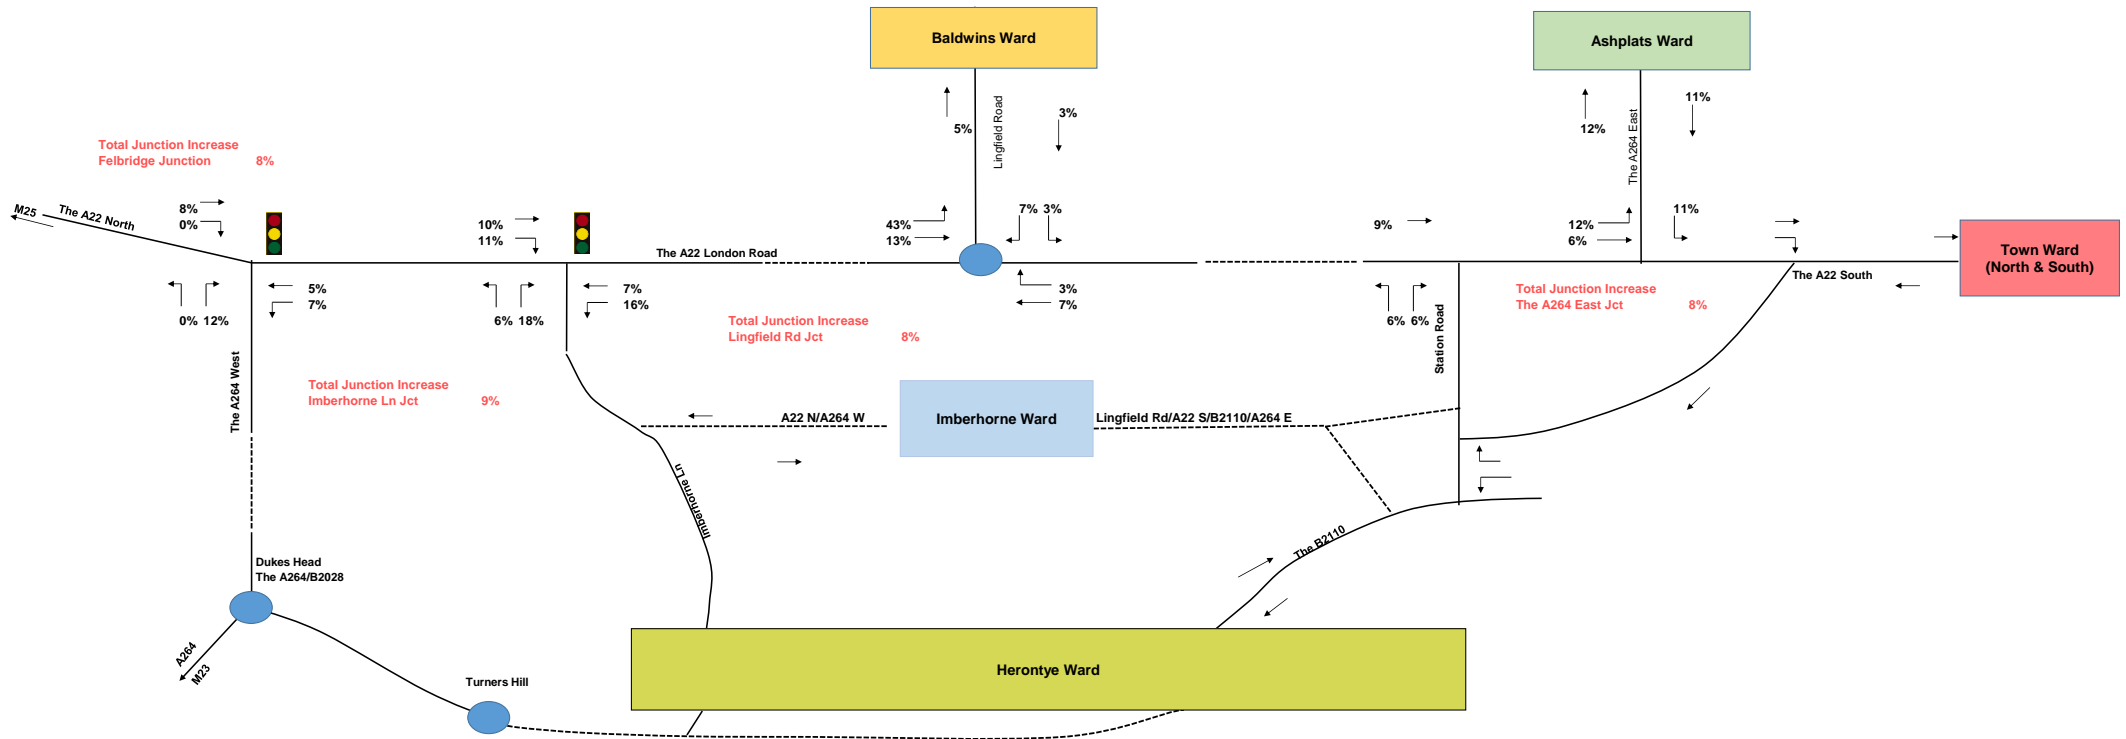 Baldwins Ward
Ashplats Ward
Lingfield Road
5%
3%
The A264 East
12%
11%
Total Junction Increase
Felbridge Junction 8%
M25
The A22 North
8%
0%
10%
11%
43%
13%
7% 3%
9%
12%
6%
11%
Town Ward
(North & South)
The A22 London Road
The A22 South
5%
7%
0% 12%
7%
16%
6% 18%
3%
7%
6% 6%
Total Junction Increase
The A264 East Jct 8%
Total Junction Increase
Lingfield Rd Jct 8%
Station Road
The A264 West
Total Junction Increase
Imberhorne Ln Jct 9%
A22 N/A264 W
Imberhorne Ward
Lingfield Rd/A22 S/B2110/A264 E
Imberhorne Ln
The B2110
Dukes Head
The A264/B2028
A264
M23
Turners Hill
Herontye Ward